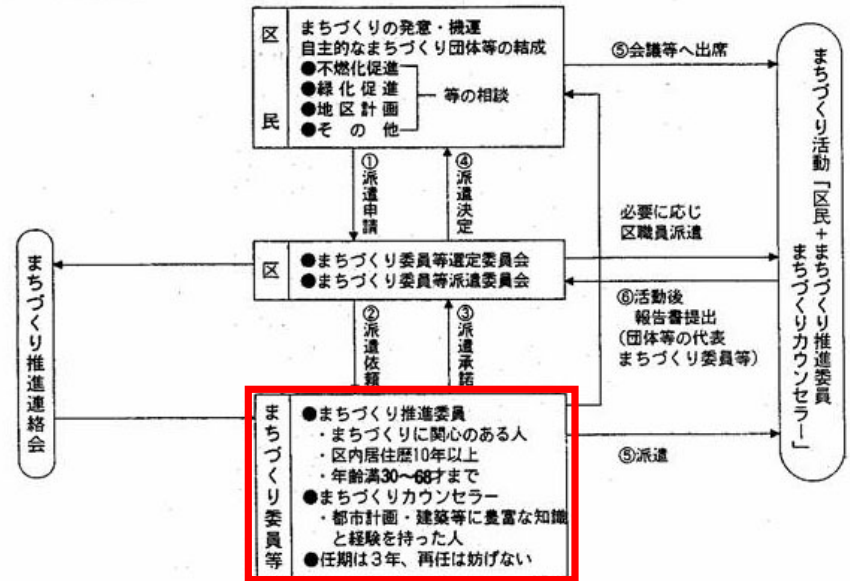 区民
まちづくりの発意・機運
自主的なまちづくり団体等の結成
●不燃化促進
●緑化促進
●地区計画
●その他
等の相談
⑤会議等へ出席
①派遣申請
④派遣決定
必要に応じ
区職員派遣
区
●まちづくり委員等選定委員会
●まちづくり委員等派遣委員会
まちづくり推進連絡会
②派遣依頼
③派遣承諾
⑥活動後
報告書提出
(団体等の代表
まちづくり委員等)
まちづくり活動「区民+まちづくり推進委員
まちづくりカウンセラー」
まちづくり委員等
●まちづくり推進委員
・まちづくりに関心のある人
・区内居住歴10年以上
・年齢満30〜68才まで
●まちづくりカウンセラー
・都市計画・建築等に豊富な知識
と経験を持った人
●任期は3年、再任は妨げない
⑤派遣